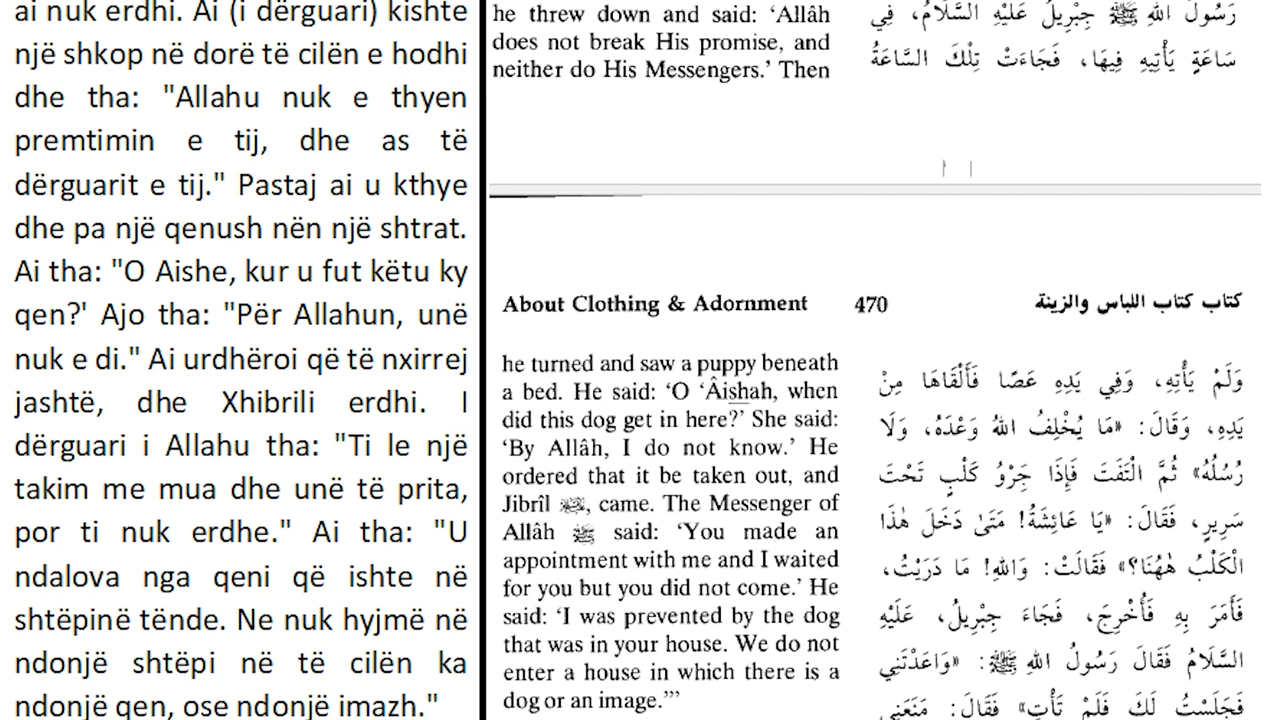 ai nuk erdhi. Ai (i dërguari) kishte
një shkop në dorë të cilën e hodhi
dhe tha: "Allahu nuk e thyen
premtimin e tij, dhe as të
dërguarit e tij." Pastaj ai u kthye
dhe pa një qenush nën një shtrat.
Ai tha: "O Aishe, kur u fut këtu ky
qen?' Ajo tha: "Për Allahun, unë
nuk e di." Ai urdhëroi që të nxirrej
jashtë, dhe Xhibrili erdhi. I
dërguari i Allahu tha: "Ti le një
takim me mua dhe unë të prita,
por ti nuk erdhe." Ai tha: "U
ndalova nga qeni që ishte në
shtëpinë tënde. Ne nuk hyjmë në
ndonjë shtëpi në të cilën ka
ndonjë qen, ose ndonjë imazh."
he threw down and said: ‘Allâh
does not break His promise, and
neither do His Messengers.’ Then
رَسُولَ اللهِ ﷺ جِبْرِيلُ عَلَيْهِ السَّلَامُ، فِي
سَاعَةٍ يَأْتِيهِ فِيهَا، فَجَاءَتْ تِلْكَ السَّاعَةُ
About Clothing & Adornment 470 كتاب كتاب اللباس والزينة
he turned and saw a puppy beneath
a bed. He said: ‘O ‘Âishah, when
did this dog get in here?’ She said:
‘By Allâh, I do not know.’ He
ordered that it be taken out, and
Jibrîl, came. The Messenger of
Allâh ﷺ said: ‘You made an
appointment with me and I waited
for you but you did not come.’ He
said: ‘I was prevented by the dog
that was in your house. We do not
enter a house in which there is a
dog or an image.’”
وَلَمْ يَأْتِهِ، وَفِي يَدِهِ عَصًا فَأَلْقَاهَا مِنْ
يَدِهِ، وَقَالَ: «مَا يُخْلِفُ اللهُ وَعْدَهُ، وَلَا
رُسُلُهُ» ثُمَّ الْتَفَتَ فَإِذَا جِرْوُ كَلْبٍ تَحْتَ
سَرِيرٍ، فَقَالَ: «يَا عَائِشَةُ! مَتَىٰ دَخَلَ هٰذَا
الْكَلْبُ هٰهُنَا؟» فَقَالَتْ: وَاللهِ! مَا دَرَيْتُ،
فَأَمَرَ بِهِ فَأُخْرِجَ، فَجَاءَ جِبْرِيلُ، عَلَيْهِ
السَّلَامُ فَقَالَ رَسُولُ اللهِ ﷺ: «وَاعَدْتَنِي
فَجَلَسْتُ لَكَ فَلَمْ تَأْتِ» فَقَالَ: مَنَعَنِي